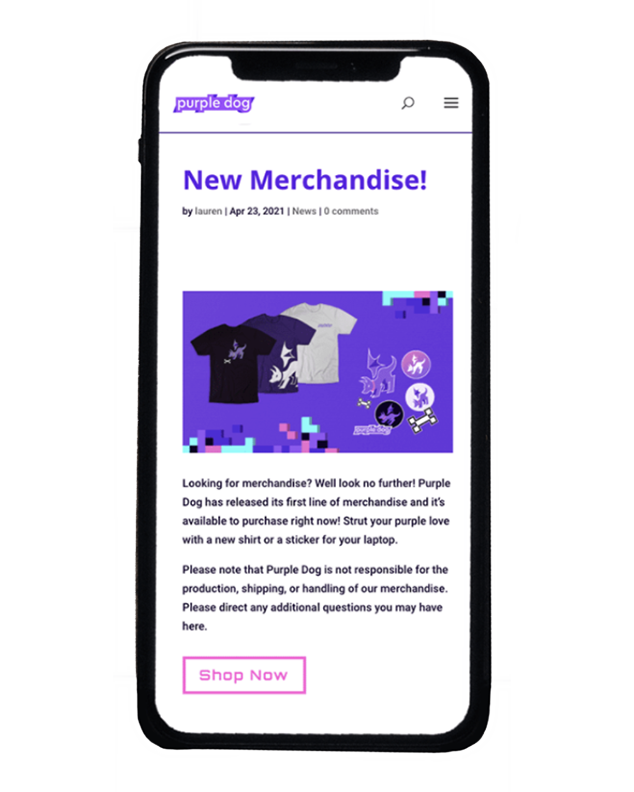 purple dog
New Merchandise!
by lauren | Apr 23, 2021 | News | 0 comments
Looking for merchandise? Well look no further! Purple
Dog has released its first line of merchandise and it's
available to purchase right now! Strut your purple love
with a new shirt or a sticker for your laptop.
Please note that Purple Dog is not responsible for the
production, shipping, or handling of our merchandise.
Please direct any additional questions you may have
here.
Shop Now